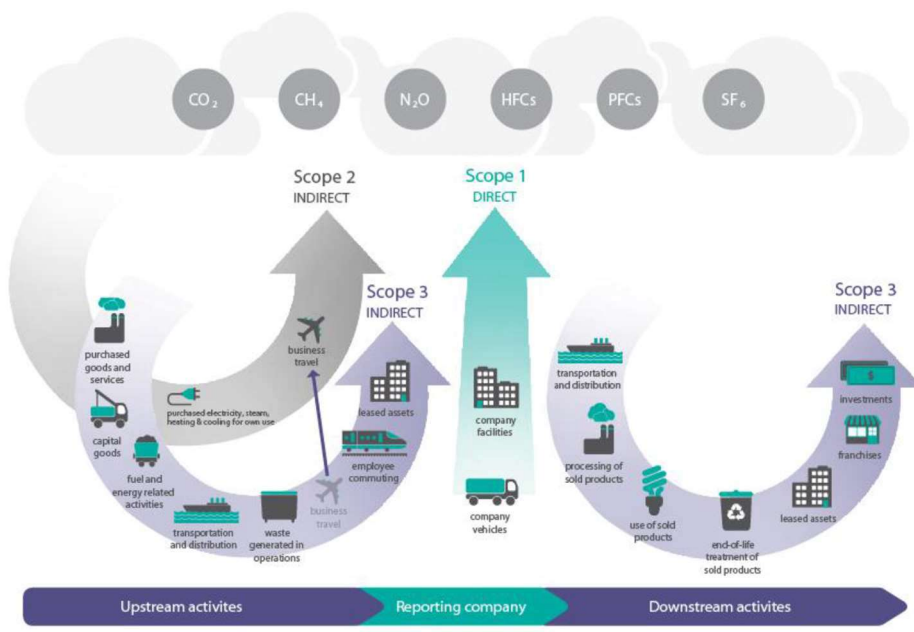 CO₂
CH₄
N₂O
HFCs
PFCs
SF₆
Scope 2
INDIRECT
Scope 1
DIRECT
Scope 3
INDIRECT
Scope 3
INDIRECT
purchased
goods and
services
capital
goods
fuel and
energy related
activities
transportation
and distribution
waste
generated in
operations
business
travel
employee
commuting
leased assets
business
travel
purchased electricity, steam,
heating & cooling for own use
company
facilities
company
vehicles
transportation
and distribution
processing of
sold products
use of sold
products
end-of-life
treatment of
sold products
leased assets
franchises
$
investments
Upstream activites
Reporting company
Downstream activites